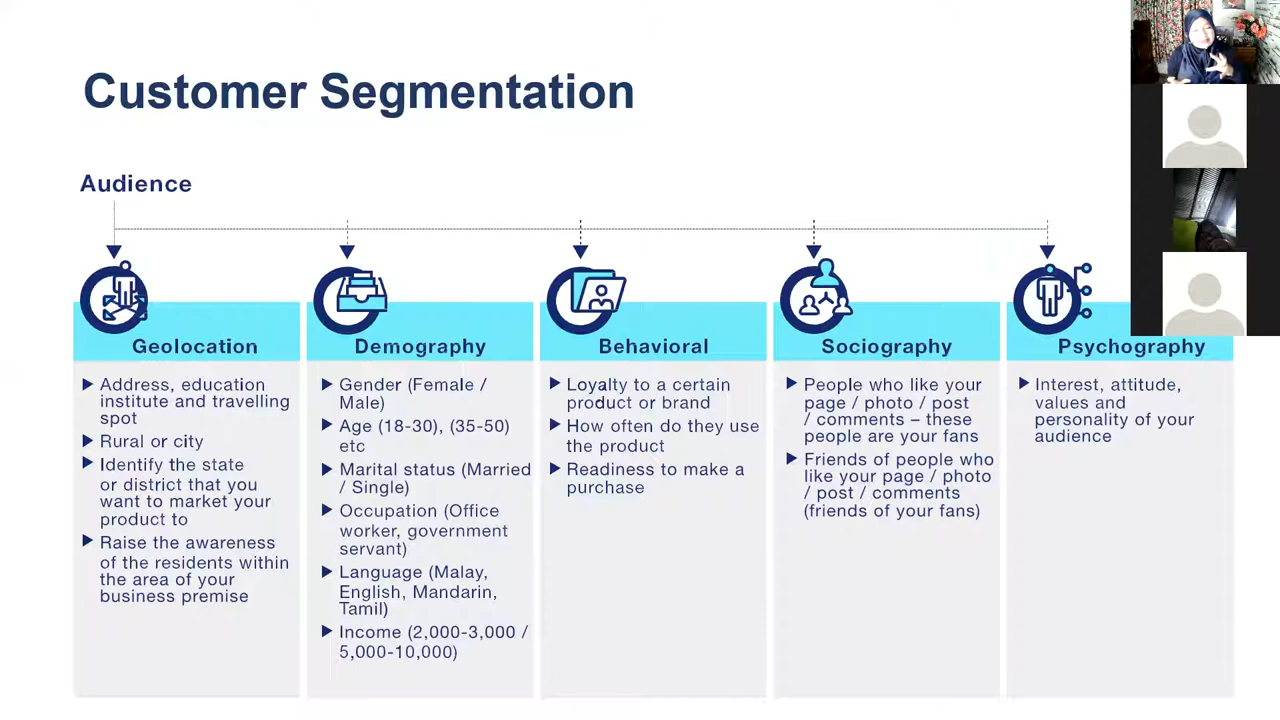 Customer Segmentation
Audience
Geolocation
Address, education
institute and travelling
spot
Rural or city
Identify the state
or district that you
want to market your
product to
Raise the awareness
of the residents within
the area of your
business premise
Demography
Gender (Female /
Male)
Age (18-30), (35-50)
etc
Marital status (Married
/ Single)
Occupation (Office
worker, government
servant)
Language (Malay,
English, Mandarin,
Tamil)
Income (2,000-3,000 /
5,000-10,000)
Behavioral
Loyalty to a certain
product or brand
How often do they use
the product
Readiness to make a
purchase
Sociography
People who like your
page / photo / post
/ comments – these
people are your fans
Friends of people who
like your page / photo
/ post / comments
(friends of your fans)
Psychography
Interest, attitude,
values and
personality of your
audience